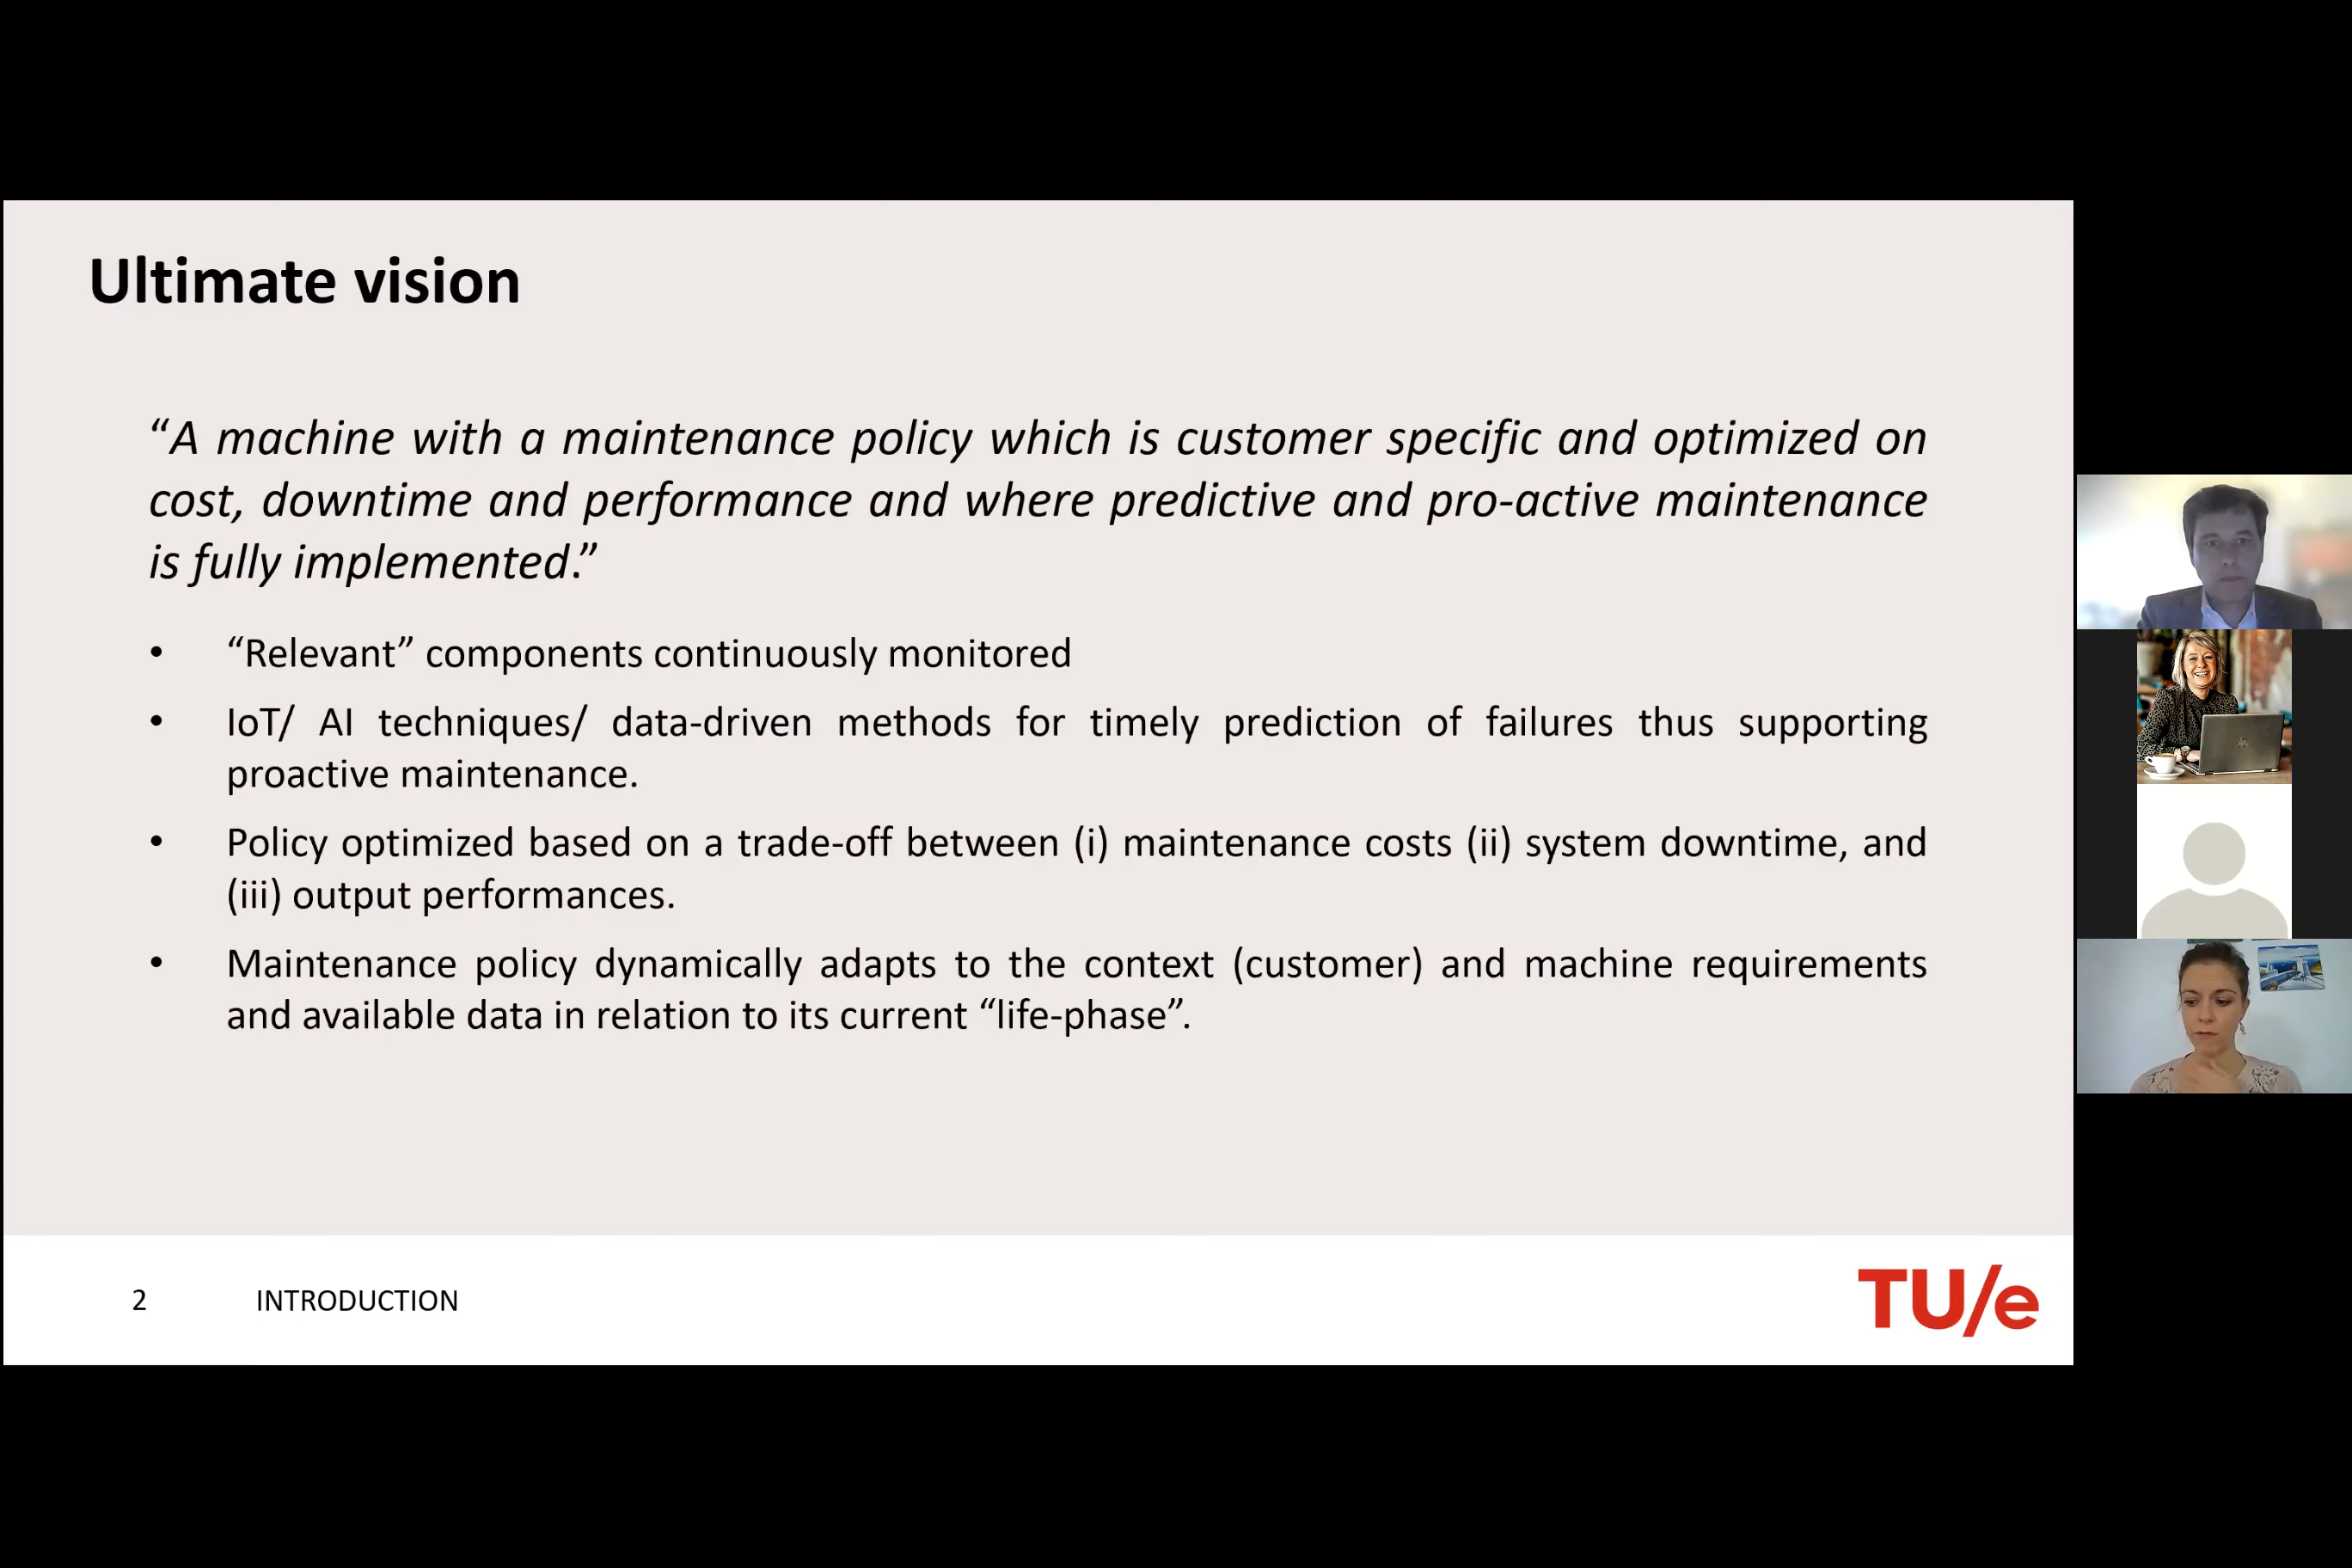 Ultimate vision
“A machine with a maintenance policy which is customer specific and optimized on
cost, downtime and performance and where predictive and pro-active maintenance
is fully implemented.”
• “Relevant” components continuously monitored
• IoT/ AI techniques/ data-driven methods for timely prediction of failures thus supporting
proactive maintenance.
• Policy optimized based on a trade-off between (i) maintenance costs (ii) system downtime, and
(iii) output performances.
• Maintenance policy dynamically adapts to the context (customer) and machine requirements
and available data in relation to its current “life-phase”.
2 INTRODUCTION
TU/e
hp